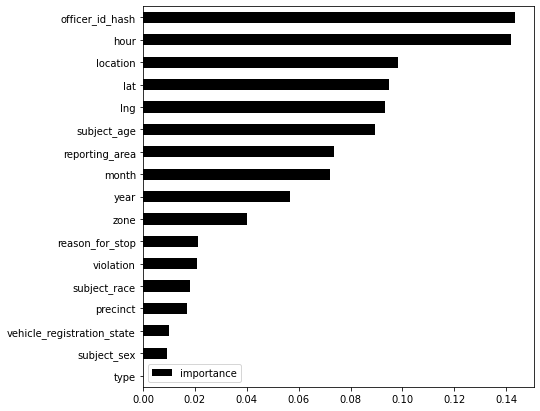 officer_id_hash
hour
location
lat
lng
subject_age
reporting_area
month
year
zone
reason_for_stop
violation
subject_race
precinct
vehicle_registration_state
subject_sex
type
importance
0.00 0.02 0.04 0.06 0.08 0.10 0.12 0.14